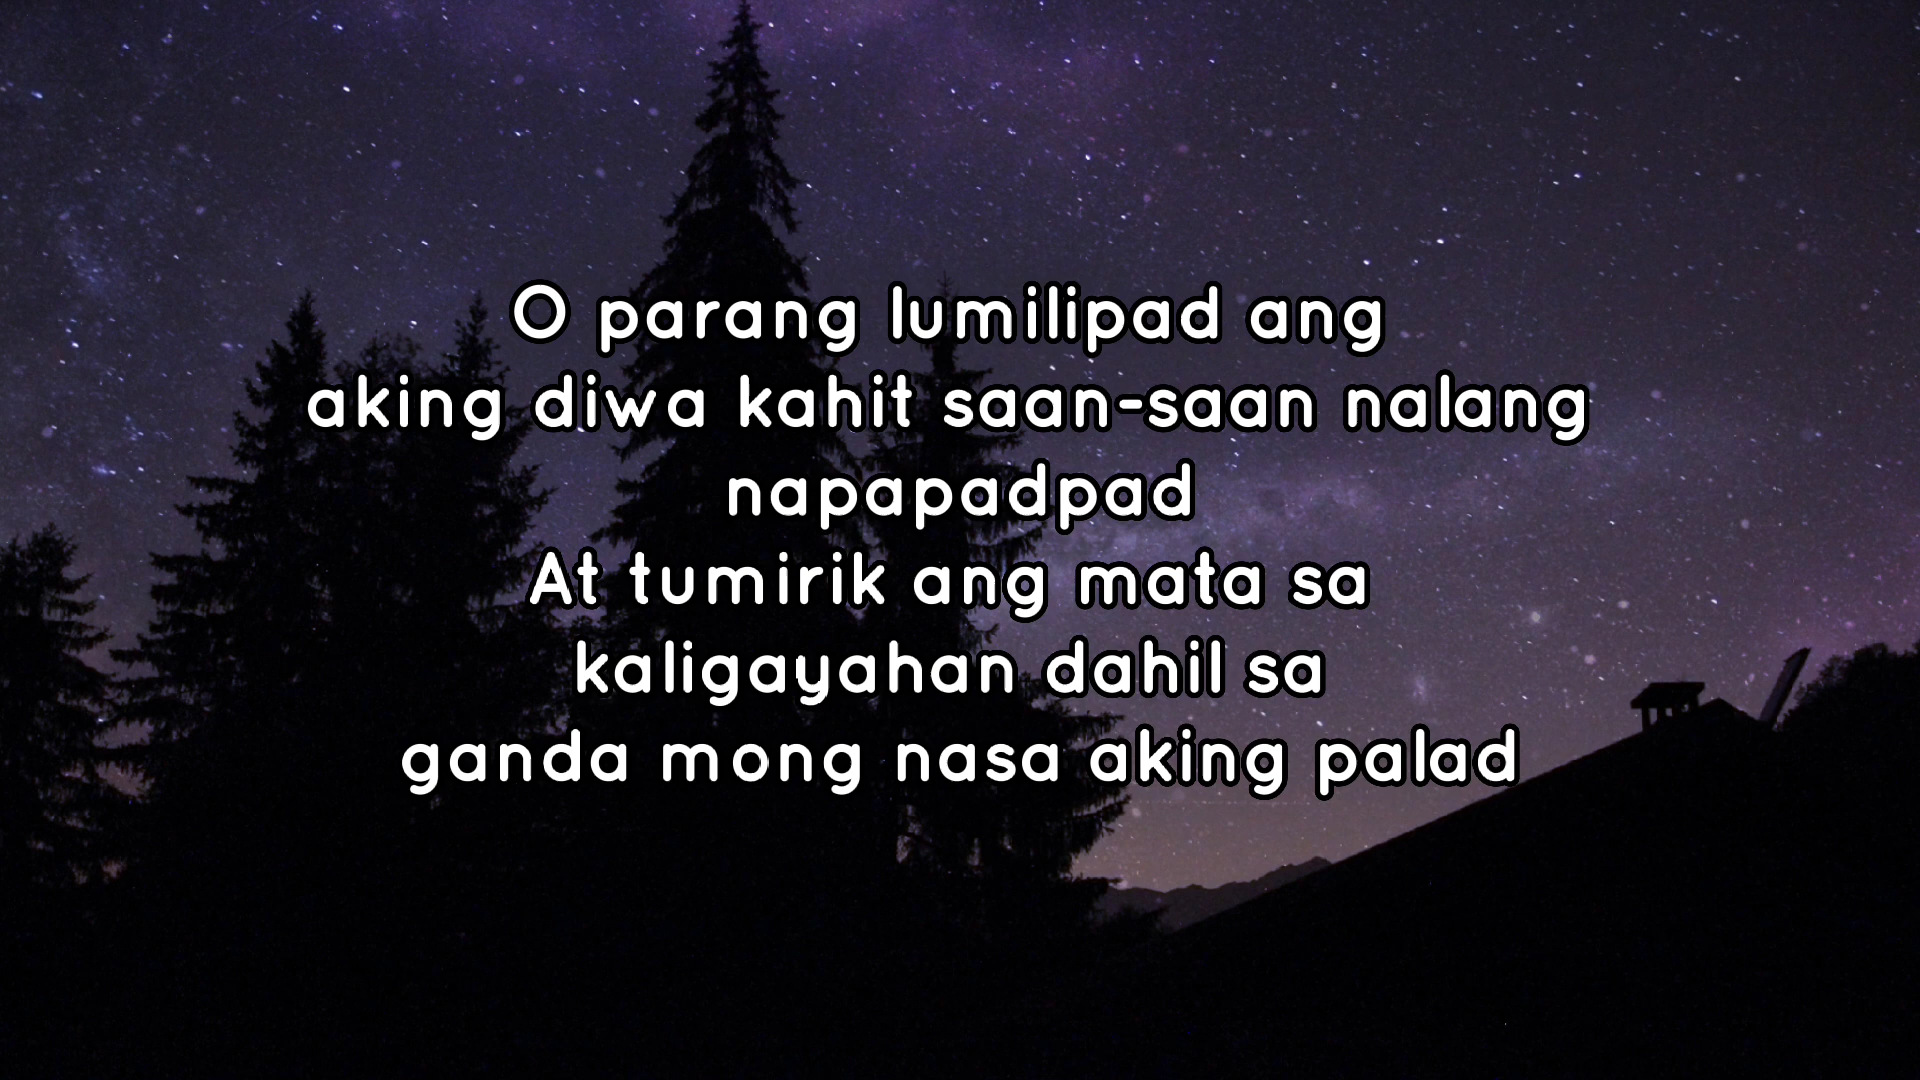 O parang lumilipad ang
aking diwa kahit saan-saan nalang
napapadpad
At tumirik ang mata sa
kaligayahan dahil sa
ganda mong nasa aking palad